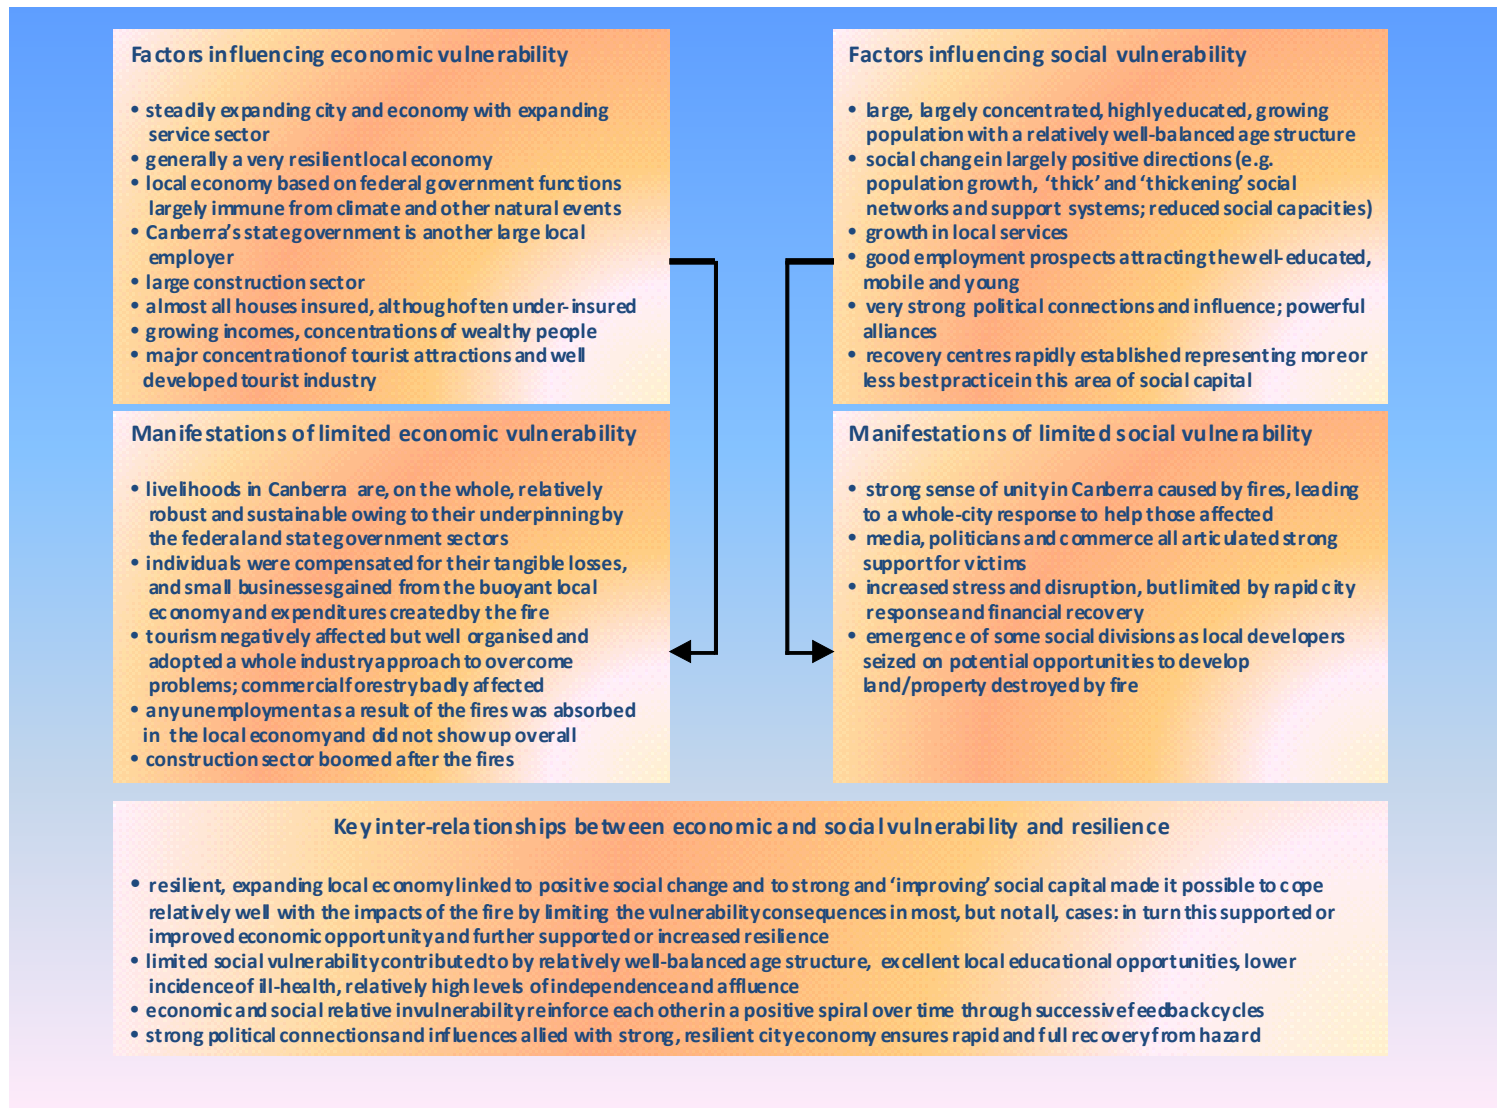 Factors influencing economic vulnerability
• steadily expanding city and economy with expanding
service sector
• generally a very resilient local economy
• local economy based on federal government functions
largely immune from climate and other natural events
• Canberra's state government is another large local
employer
• large construction sector
• almost all houses insured, although often under-insured
• growing incomes, concentrations of wealthy people
• major concentration of tourist attractions and well
developed tourist industry
Manifestations of limited economic vulnerability
• livelihoods in Canberra are, on the whole, relatively
robust and sustainable owing to their underpinning by
the federal and state government sectors
• individuals were compensated for their tangible losses,
and small businesses gained from the buoyant local
economy and expenditures created by the fire
• tourism negatively affected but well organised and
adopted a whole industry approach to overcome
problems; commercial forestry badly affected
• any unemployment as a result of the fires was absorbed
in the local economy and did not show up overall
• construction sector boomed after the fires
Factors influencing social vulnerability
• large, largely concentrated, highly educated, growing
population with a relatively well-balanced age structure
• social change in largely positive directions (e.g.
population growth, 'thick' and 'thickening' social
networks and support systems; reduced social capacities)
• growth in local services
• good employment prospects attracting the well-educated,
mobile and young
• very strong political connections and influence; powerful
alliances
• recovery centres rapidly established representing more or
less best practice in this area of social capital
Manifestations of limited social vulnerability
• strong sense of unity in Canberra caused by fires, leading
to a whole-city response to help those affected
• media, politicians and commerce all articulated strong
support for victims
• increased stress and disruption, but limited by rapid city
response and financial recovery
• emergence of some social divisions as local developers
seized on potential opportunities to develop
land/property destroyed by fire
Key inter-relationships between economic and social vulnerability and resilience
• resilient, expanding local economy linked to positive social change and to strong and 'improving' social capital made it possible to cope
relatively well with the impacts of the fire by limiting the vulnerability consequences in most, but not all, cases: in turn this supported or
improved economic opportunity and further supported or increased resilience
• limited social vulnerability contributed to by relatively well-balanced age structure, excellent local educational opportunities, lower
incidence of ill-health, relatively high levels of independence and affluence
• economic and social relative invulnerability reinforce each other in a positive spiral over time through successive feedback cycles
• strong political connections and influences allied with strong, resilient city economy ensures rapid and full recovery from hazard